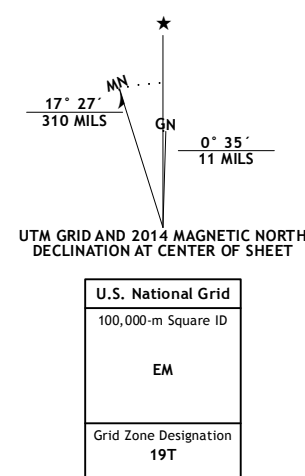 MN
17° 27´
310 MILS
GN
0° 35´
11 MILS
UTM GRID AND 2014 MAGNETIC NORTH
DECLINATION AT CENTER OF SHEET
U.S. National Grid
100,000-m Square ID
EM
Grid Zone Designation
19T